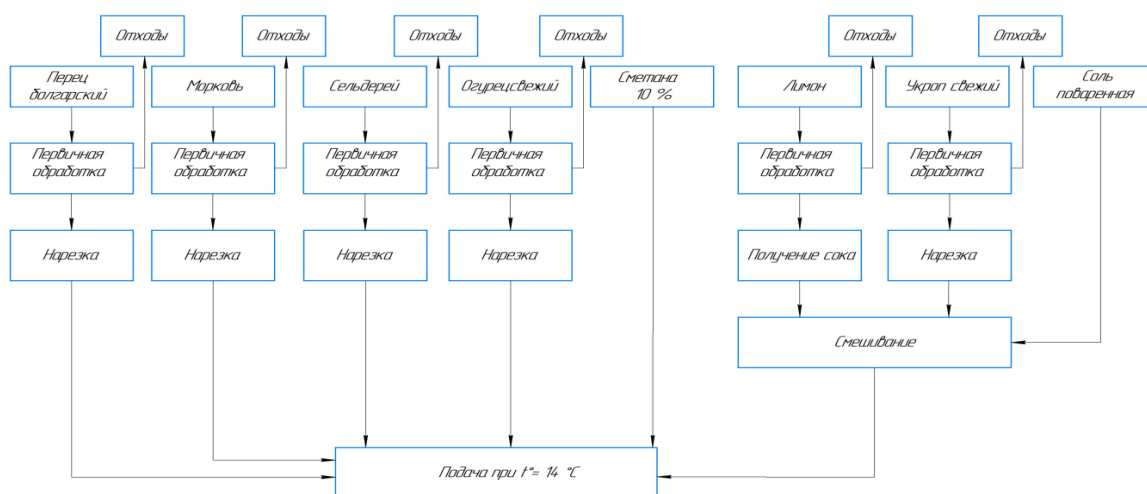 Отходы
Отходы
Отходы
Отходы
Отходы
Отходы
Перец
болгарский
Морковь
Сельдерей
Огурецсвежий
Сметана
10 %
Лимон
Укроп свежий
Соль
поваренная
Первичная
обработка
Первичная
обработка
Первичная
обработка
Первичная
обработка
Первичная
обработка
Первичная
обработка
Нарезка
Нарезка
Нарезка
Нарезка
Получение сока
Нарезка
Смешивание
Подача при t°= 14 °C